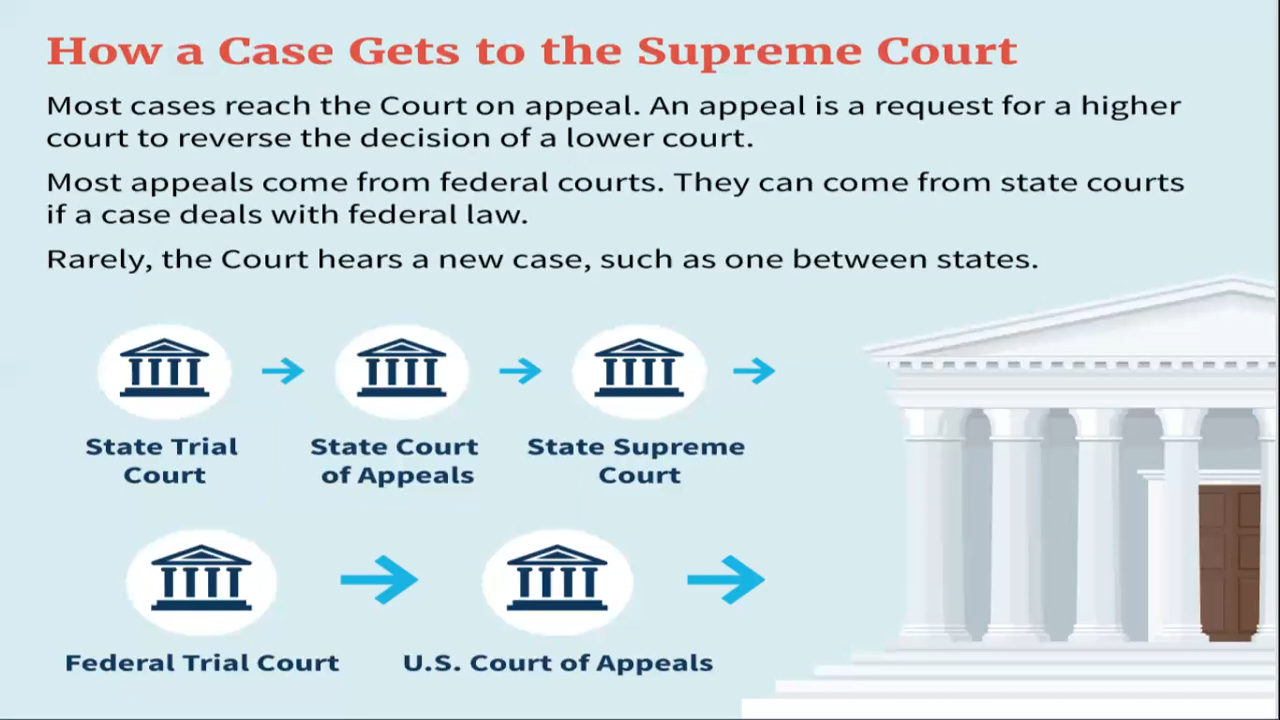 How a Case Gets to the Supreme Court
Most cases reach the Court on appeal. An appeal is a request for a higher
court to reverse the decision of a lower court.
Most appeals come from federal courts. They can come from state courts
if a case deals with federal law.
Rarely, the Court hears a new case, such as one between states.
State Trial
Court
State Court
of Appeals
State Supreme
Court
Federal Trial Court
U.S. Court of Appeals